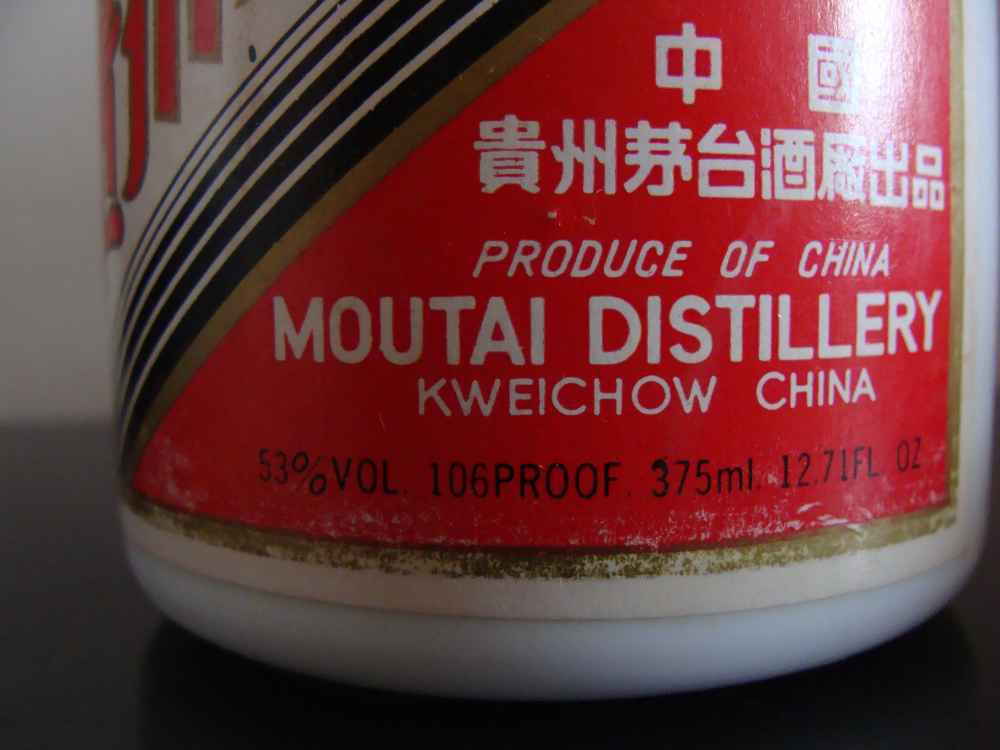 中國
貴州茅台酒廠出品
PRODUCE OF CHINA
MOUTAI DISTILLERY
KWEICHOW CHINA
53%VOL. 106PROOF. 375ml. 12.71FL. OZ